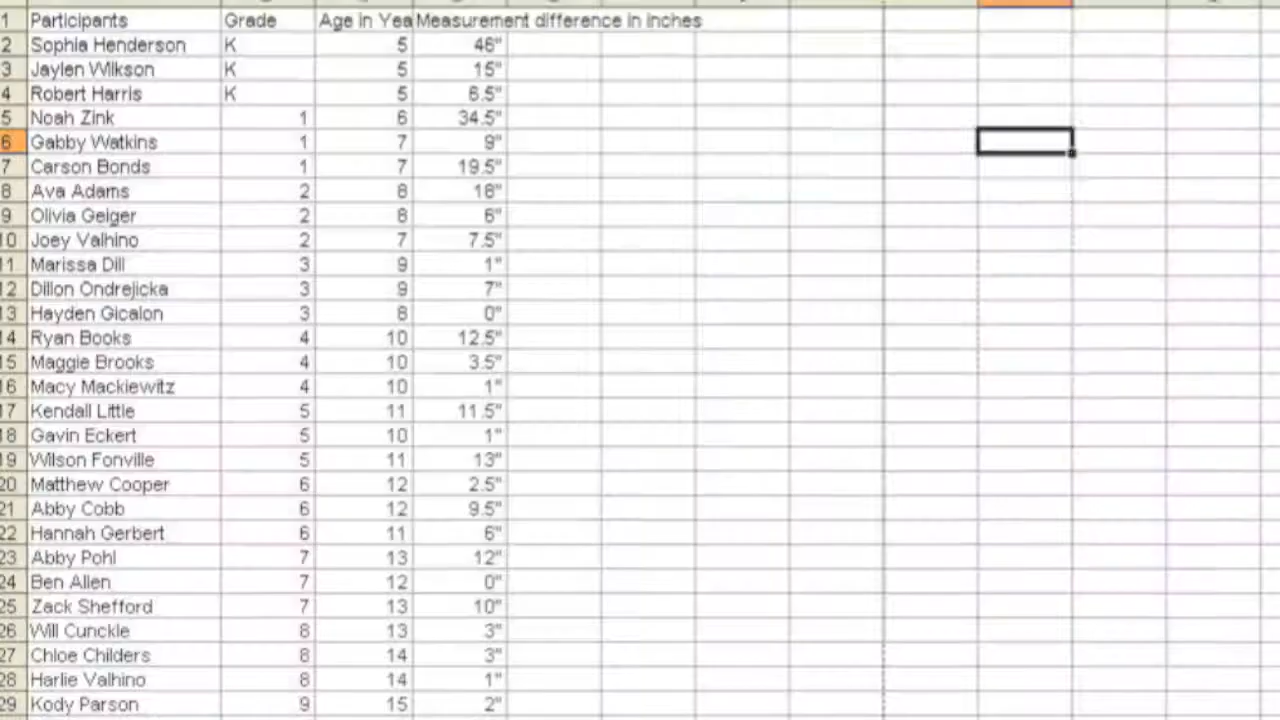 1 Participants Grade Age in Yea Measurement difference in inches
2 Sophia Henderson K 5 46"
3 Jaylen Wilkson K 5 15"
4 Robert Harris K 5 6.5"
5 Noah Zink 1 6 34.5"
6 Gabby Watkins 1 7 9"
7 Carson Bonds 1 7 19.5"
8 Ava Adams 2 8 18"
9 Olivia Geiger 2 8 6"
10 Joey Valhino 2 7 7.5"
11 Marissa Dill 3 9 1"
12 Dillon Ondrejicka 3 9 7"
13 Hayden Gicalon 3 8 0"
14 Ryan Books 4 10 12.5"
15 Maggie Brooks 4 10 3.5"
16 Macy Mackiewitz 4 10 1"
17 Kendall Little 5 11 11.5"
18 Gavin Eckert 5 10 1"
19 Wilson Fonville 5 11 13"
20 Matthew Cooper 6 12 2.5"
21 Abby Cobb 6 12 9.5"
22 Hannah Gerbert 6 11 6"
23 Abby Pohl 7 13 12"
24 Ben Allen 7 12 0"
25 Zack Shefford 7 13 10"
26 Will Cunckle 8 13 3"
27 Chloe Childers 8 14 3"
28 Harlie Valhino 8 14 1"
29 Kody Parson 9 15 2"